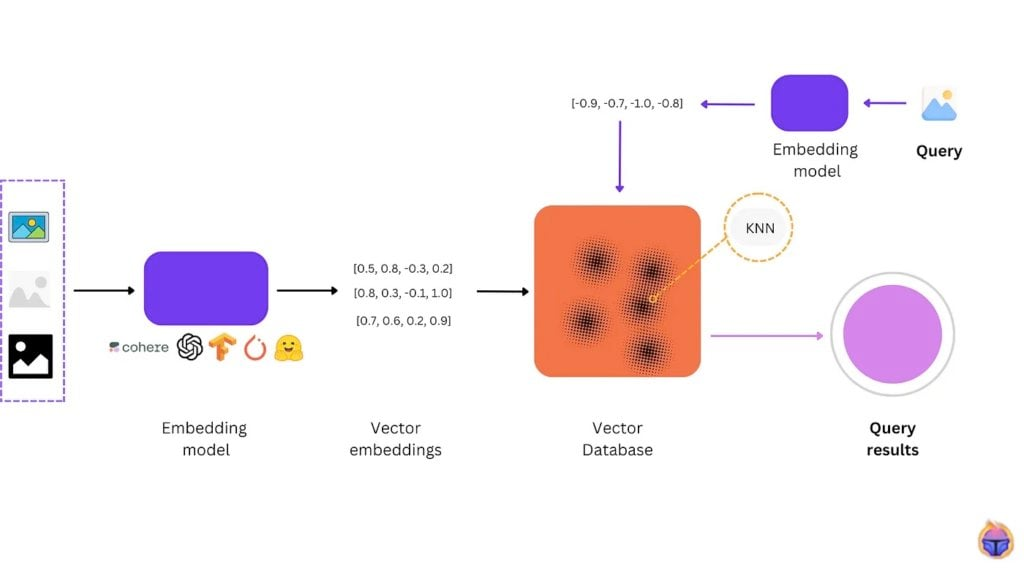 [-0.9, -0.7, -1.0, -0.8]
Embedding
model
Query
KNN
[0.5, 0.8, -0.3, 0.2]
[0.8, 0.3, -0.1, 1.0]
[0.7, 0.6, 0.2, 0.9]
cohere
Embedding
model
Vector
embeddings
Vector
Database
Query
results